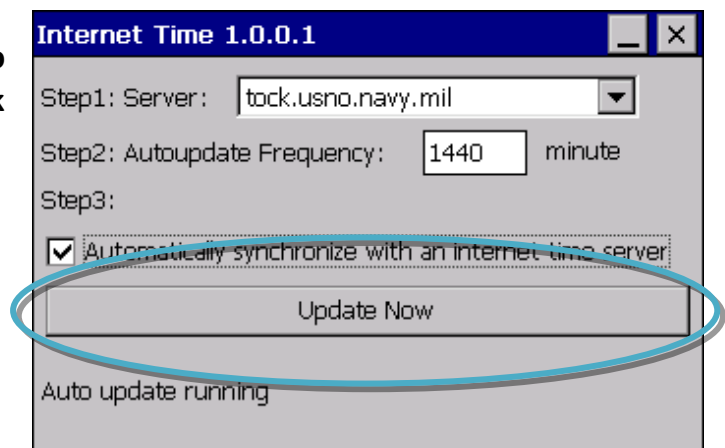 Internet Time 1.0.0.1
Step1: Server: tock.usno.navy.mil
Step2: Autoupdate Frequency: 1440 minute
Step3:
Automatically synchronize with an internet time server
Update Now
Auto update running